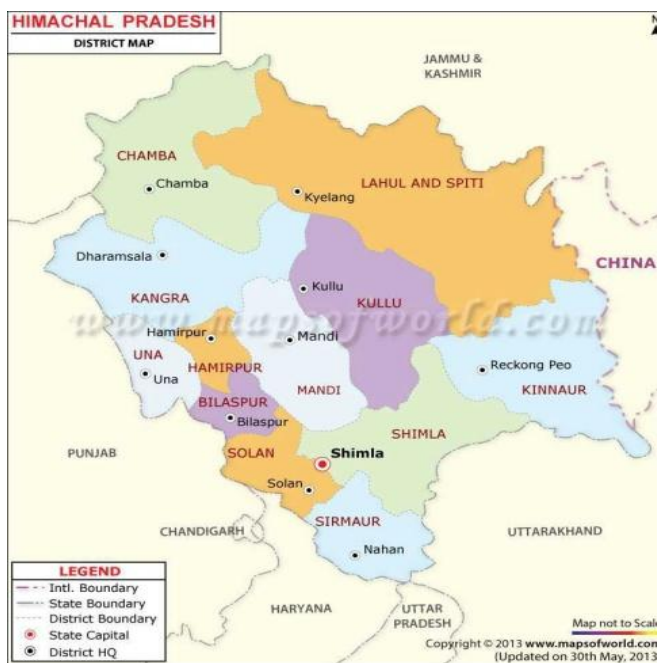 HIMACHAL PRADESH
DISTRICT MAP
N
JAMMU &
KASHMIR
CHAMBA
Chamba
LAHUL AND SPITI
Kyelang
Dharamsala
CHINA
Kullu
KANGRA
KULLU
www.mapsofworld.com
Hamirpur
Mandi
UNA
Una
HAMIRPUR
Reckong Peo
KINNAUR
MANDI
BILASPUR
Bilaspur
SHIMLA
PUNJAB
SOLAN
Shimla
Solan
SIRMAUR
CHANDIGARH
UTTARAKHAND
Nahan
LEGEND
Intl. Boundary
State Boundary
District Boundary
State Capital
District HQ
HARYANA
UTTAR
PRADESH
Map not to Scale
Copyright © 2013 www.mapsofworld.com
(Updated on 30th May, 2013)